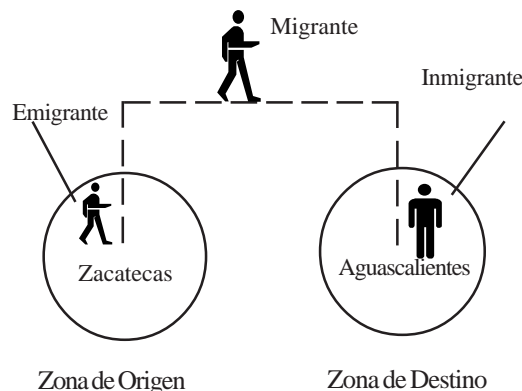 Migrante
Inmigrante
Emigrante
Zacatecas
Aguascalientes
Zona de Origen
Zona de Destino